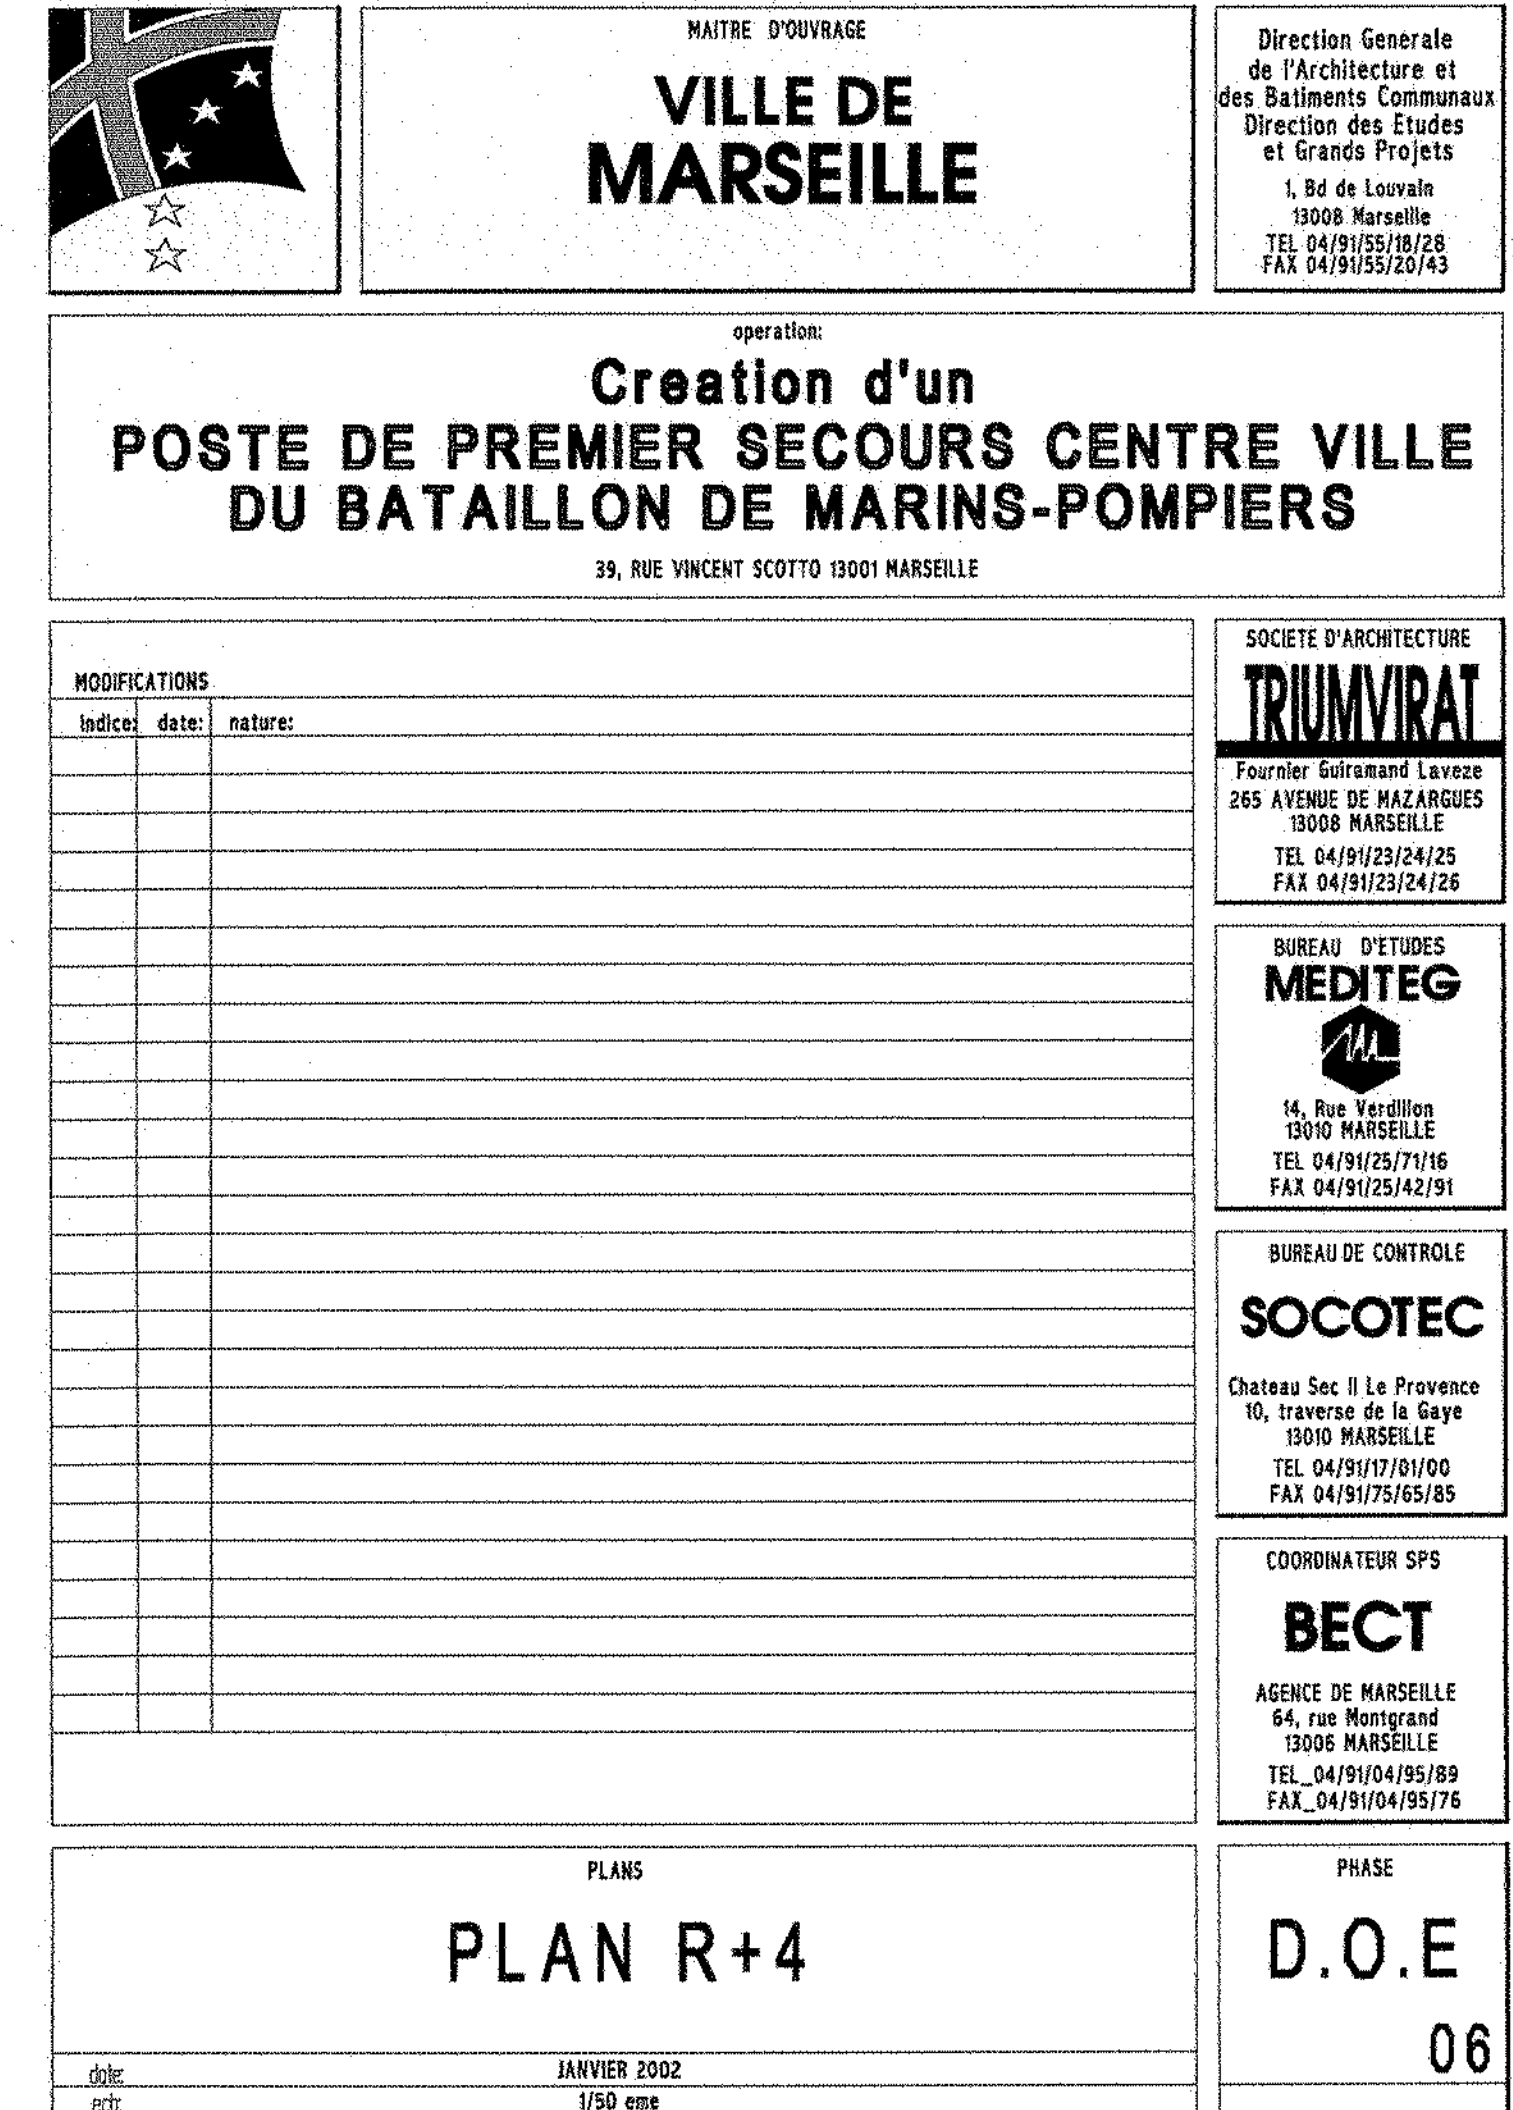 MAITRE D'OUVRAGE
VILLE DE
MARSEILLE
Direction Generale
de l'Architecture et
des Batiments Communaux
Direction des Etudes
et Grands Projets
1, Bd de Louvain
13008 Marseille
TEL 04/91/55/18/28
FAX 04/91/55/20/43
operation:
Creation d'un
POSTE DE PREMIER SECOURS CENTRE VILLE
DU BATAILLON DE MARINS-POMPIERS
39, RUE VINCENT SCOTTO 13001 MARSEILLE
MODIFICATIONS
indice: date: nature:
SOCIETE D'ARCHITECTURE
TRIUMVIRAT
Fournier Guiramand Laveze
265 AVENUE DE MAZARGUES
13008 MARSEILLE
TEL 04/91/23/24/25
FAX 04/91/23/24/26
BUREAU D'ETUDES
MEDITEG
14, Rue Verdillon
13010 MARSEILLE
TEL 04/91/25/71/16
FAX 04/91/25/42/91
BUREAU DE CONTROLE
SOCOTEC
Chateau Sec II Le Provence
10, traverse de la Gaye
13010 MARSEILLE
TEL 04/91/17/01/00
FAX 04/91/75/65/85
COORDINATEUR SPS
BECT
AGENCE DE MARSEILLE
64, rue Montgrand
13006 MARSEILLE
TEL_04/91/04/95/89
FAX_04/91/04/95/76
PLANS
PLAN R+4
PHASE
D.O.E
06
date: JANVIER 2002
ech: 1/50 eme